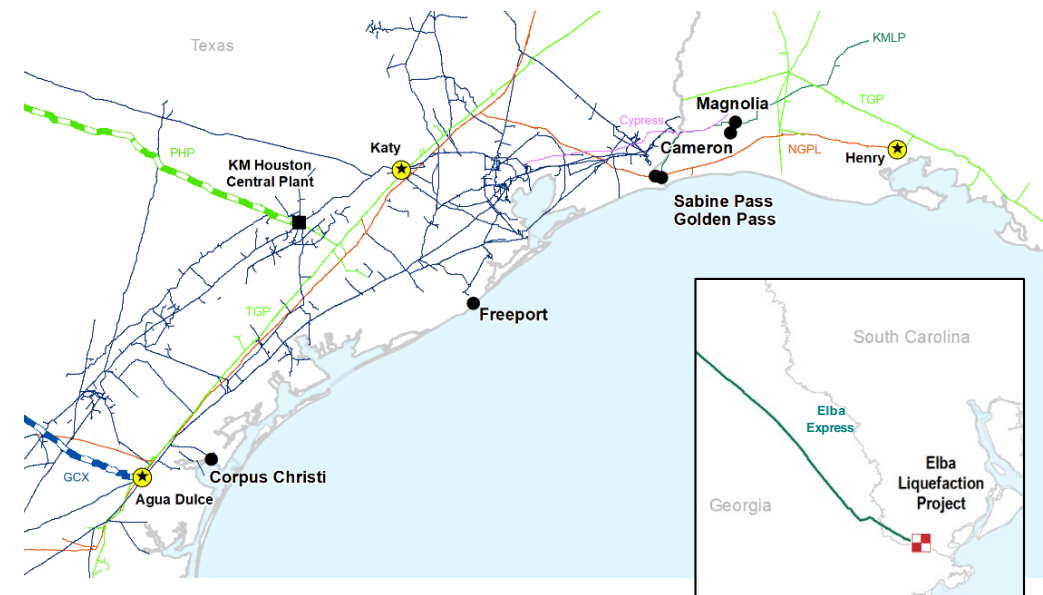 Texas
KMLP
TGP
Magnolia
Cypress
Cameron
NGPL
Henry
PHP
Katy
KM Houston
Central Plant
Sabine Pass
Golden Pass
TGP
Freeport
GCX
Corpus Christi
Agua Dulce
South Carolina
Elba
Express
Elba
Liquefaction
Project
Georgia